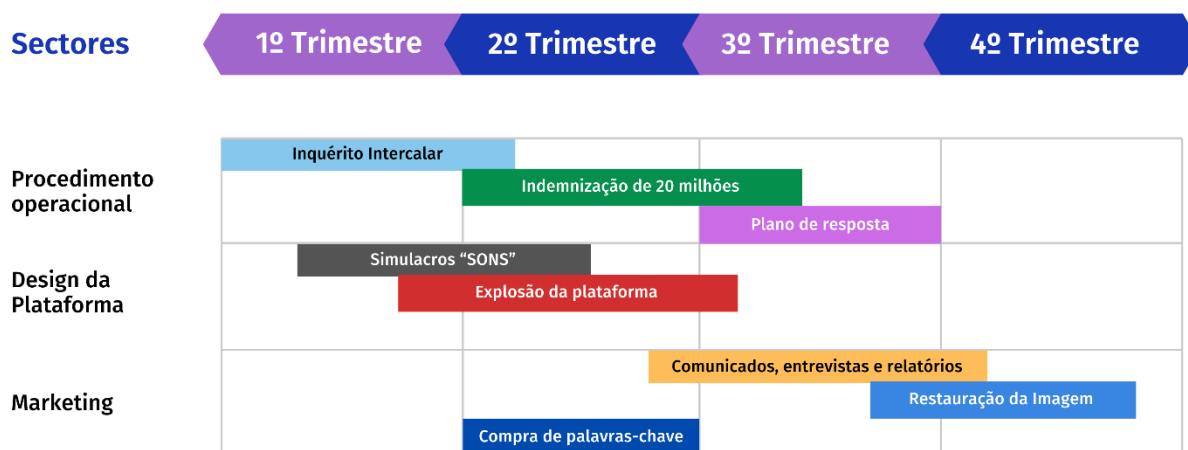 Sectores
1º Trimestre
2º Trimestre
3º Trimestre
4º Trimestre
Procedimento
operacional
Inquérito Intercalar
Indemnização de 20 milhões
Plano de resposta
Design da
Plataforma
Simulacros “SONS”
Explosão da plataforma
Marketing
Comunicados, entrevistas e relatórios
Restauração da Imagem
Compra de palavras-chave